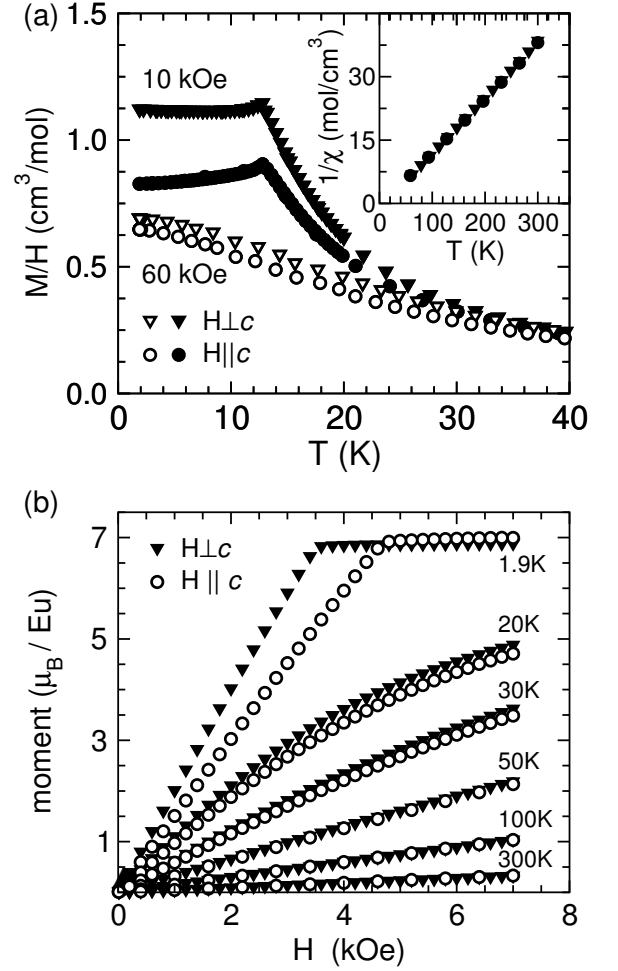 (a)
1.5
1.0
0.5
0.0
M/H (cm³/mol)
10 kOe
60 kOe
H⊥c
H||c
0
10
20
30
40
T (K)
1/χ (mol/cm³)
30
15
0
0
100
200
300
T (K)
(b)
7
5
3
1
moment (μ_B / Eu)
H⊥c
H || c
1.9K
20K
30K
50K
100K
300K
0
2
4
6
8
H (kOe)